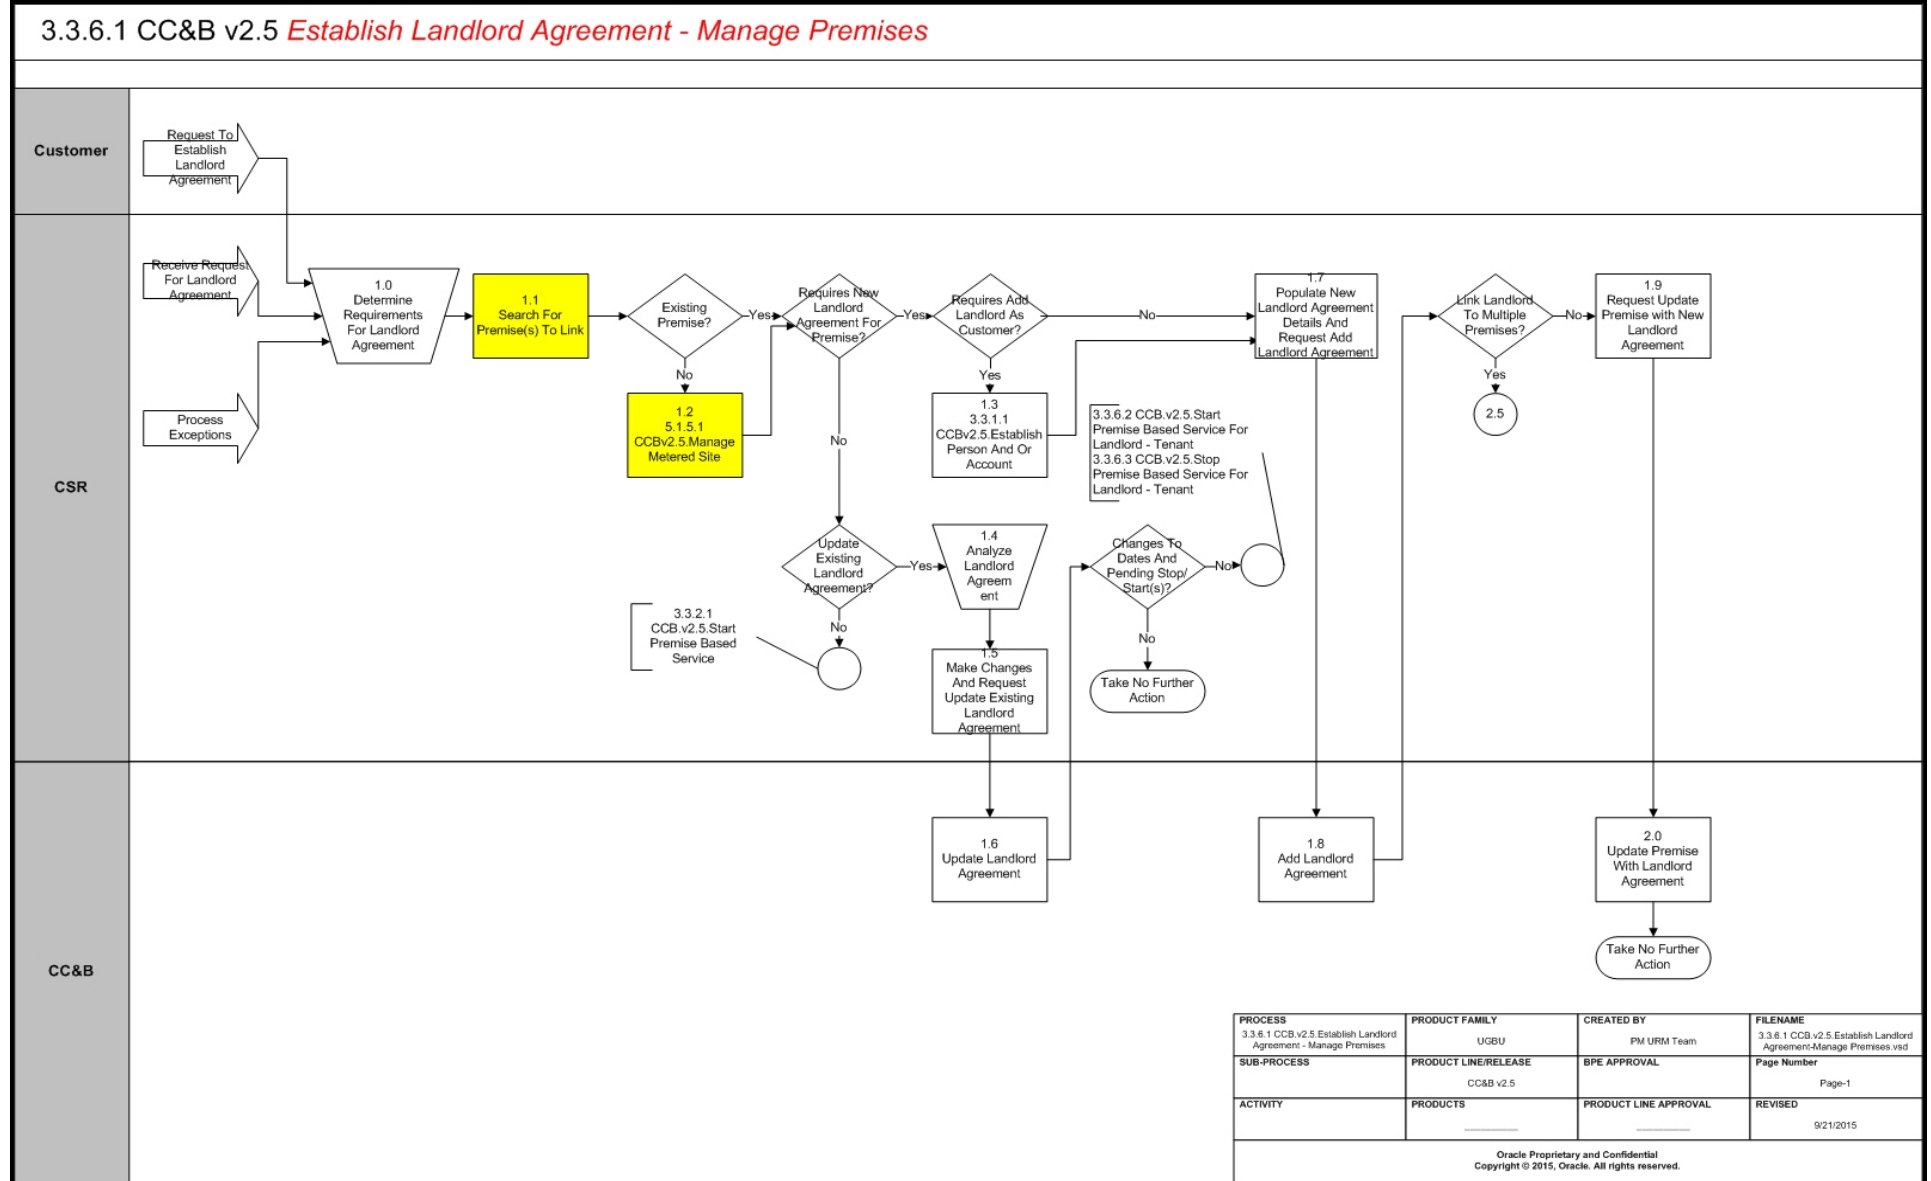 3.3.6.1 CC&B v2.5 Establish Landlord Agreement - Manage Premises
Customer
Request To
Establish
Landlord
Agreement
CSR
Receive Request
For Landlord
Agreement
Process
Exceptions
1.0
Determine
Requirements
For Landlord
Agreement
1.1
Search For
Premise(s) To Link
Existing
Premise?
Yes
No
1.2
5.1.5.1
CCBv2.5.Manage
Metered Site
Requires New
Landlord
Agreement For
Premise?
Yes
No
Requires Add
Landlord As
Customer?
No
Yes
1.3
3.3.1.1
CCBv2.5.Establish
Person And Or
Account
1.7
Populate New
Landlord Agreement
Details And
Request Add
Landlord Agreement
Link Landlord
To Multiple
Premises?
No
Yes
2.5
1.9
Request Update
Premise with New
Landlord
Agreement
3.3.6.2 CCB.v2.5.Start
Premise Based Service For
Landlord - Tenant
3.3.6.3 CCB.v2.5.Stop
Premise Based Service For
Landlord - Tenant
Update
Existing
Landlord
Agreement?
Yes
No
3.3.2.1
CCB.v2.5.Start
Premise Based
Service
1.4
Analyze
Landlord
Agreem
ent
1.5
Make Changes
And Request
Update Existing
Landlord
Agreement
Changes To
Dates And
Pending Stop/
Start(s)?
No
No
Take No Further
Action
CC&B
1.6
Update Landlord
Agreement
1.8
Add Landlord
Agreement
2.0
Update Premise
With Landlord
Agreement
Take No Further
Action
PROCESS
3.3.6.1 CCB.v2.5.Establish Landlord
Agreement - Manage Premises
PRODUCT FAMILY
UGBU
CREATED BY
PM URM Team
FILENAME
3.3.6.1 CCB.v2.5.Establish Landlord
Agreement-Manage Premises.vsd
SUB-PROCESS
PRODUCT LINE/RELEASE
CC&B v2.5
BPE APPROVAL
Page Number
Page-1
ACTIVITY
PRODUCTS
PRODUCT LINE APPROVAL
REVISED
9/21/2015
Oracle Proprietary and Confidential
Copyright © 2015, Oracle. All rights reserved.